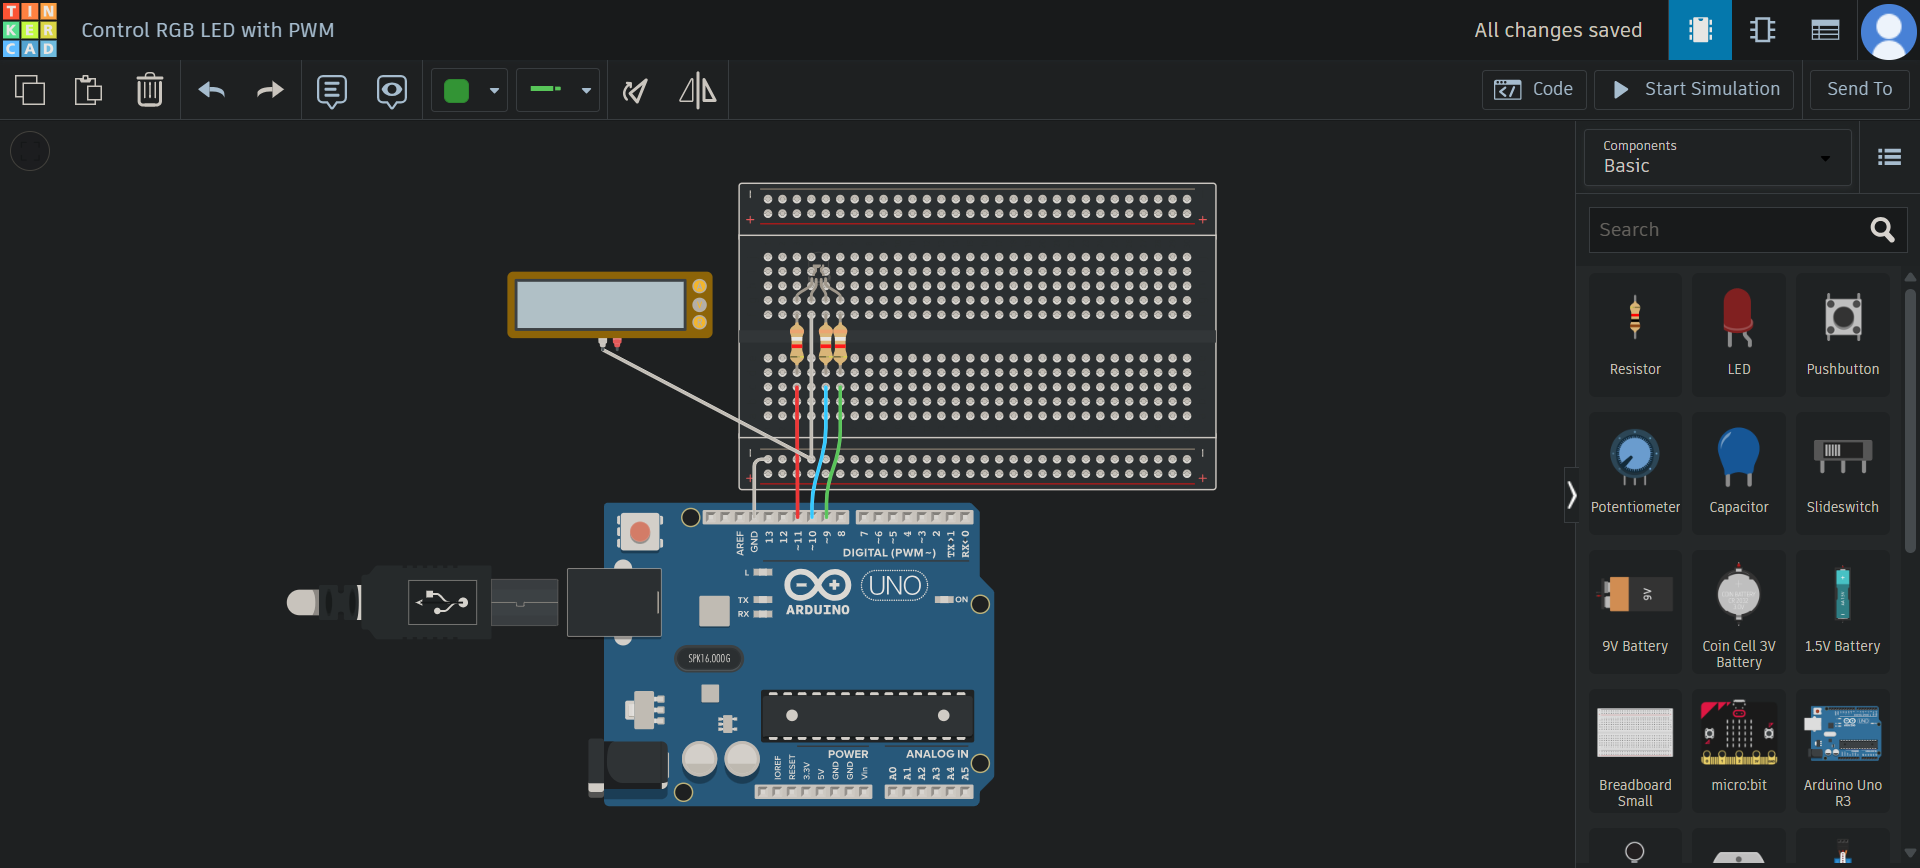 TIN
KER
CAD
Control RGB LED with PWM
All changes saved
Code
Start Simulation
Send To
Components
Basic
Search
Resistor
LED
Pushbutton
Potentiometer
Capacitor
Slideswitch
9V
9V Battery
Coin Cell 3V
Battery
1.5V Battery
Breadboard
Small
micro:bit
Arduino Uno
R3
AREF
GND
13
12
~11
~10
~9
8
7
~6
~5
4
~3
2
TX>1
RX<0
DIGITAL (PWM~)
L
TX
RX
ARDUINO
UNO
ON
SPK16.000G
POWER
ANALOG IN
IOREF
RESET
3.3V
5V
GND
GND
Vin
A0
A1
A2
A3
A4
A5